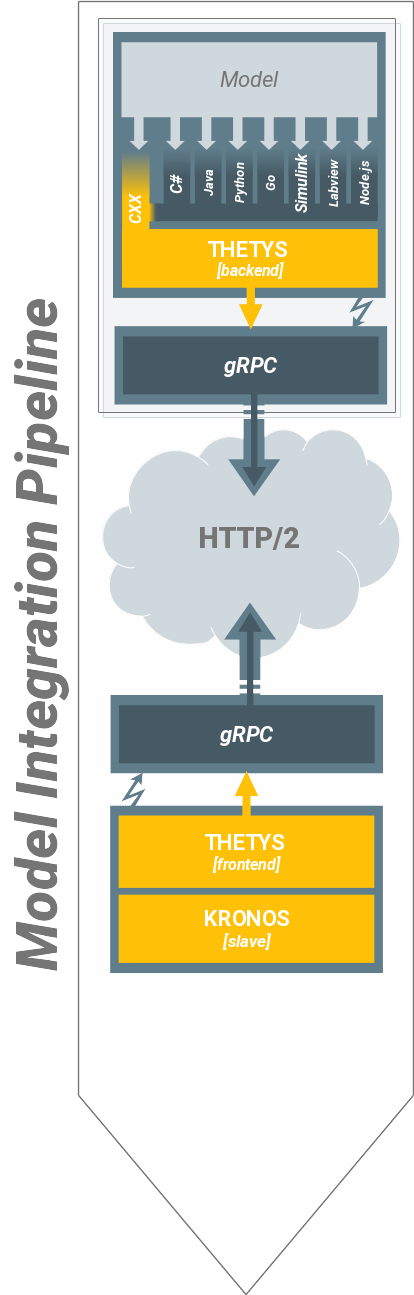 Model Integration Pipeline
Model
CXX
C#
Java
Python
Go
Simulink
Labview
Node.js
THETYS
[backend]
gRPC
HTTP/2
gRPC
THETYS
[frontend]
KRONOS
[slave]